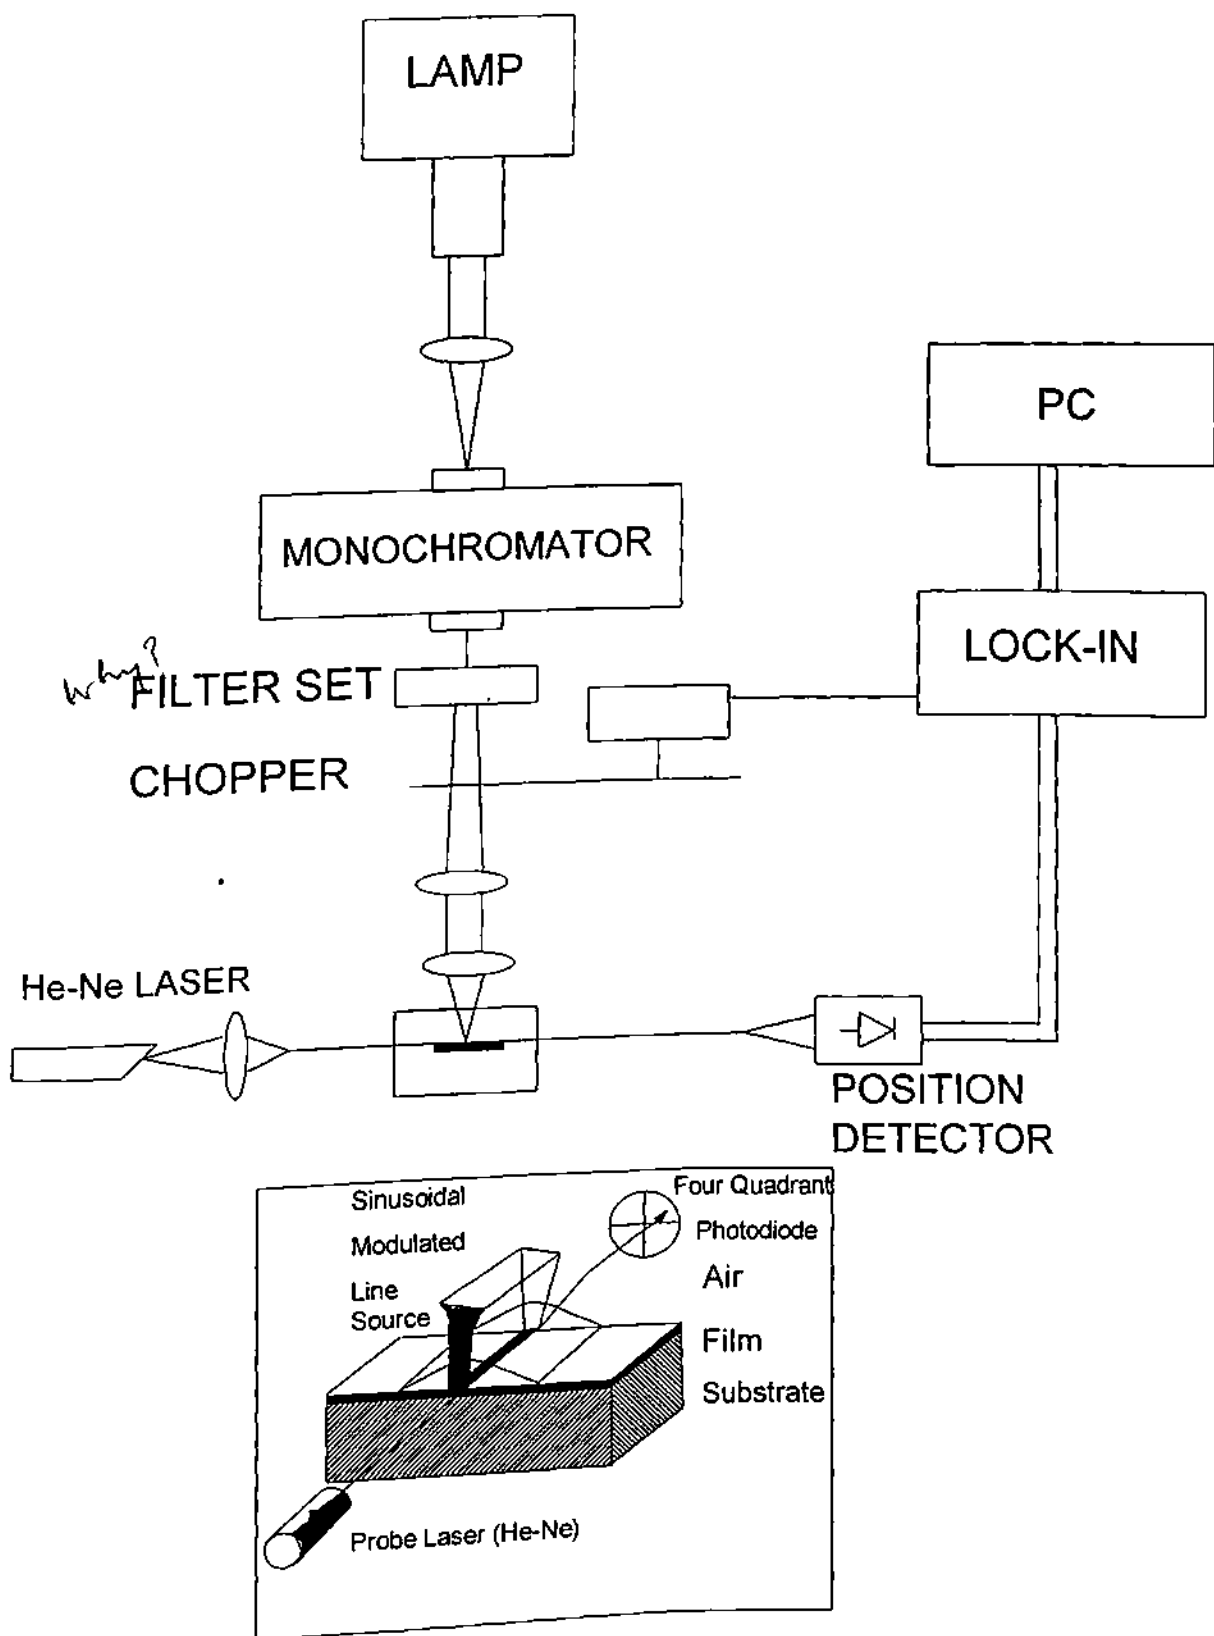 LAMP
PC
MONOCHROMATOR
LOCK-IN
why?
FILTER SET
CHOPPER
He-Ne LASER
POSITION
DETECTOR
Sinusoidal
Modulated
Line
Source
Four Quadrant
Photodiode
Air
Film
Substrate
Probe Laser (He-Ne)